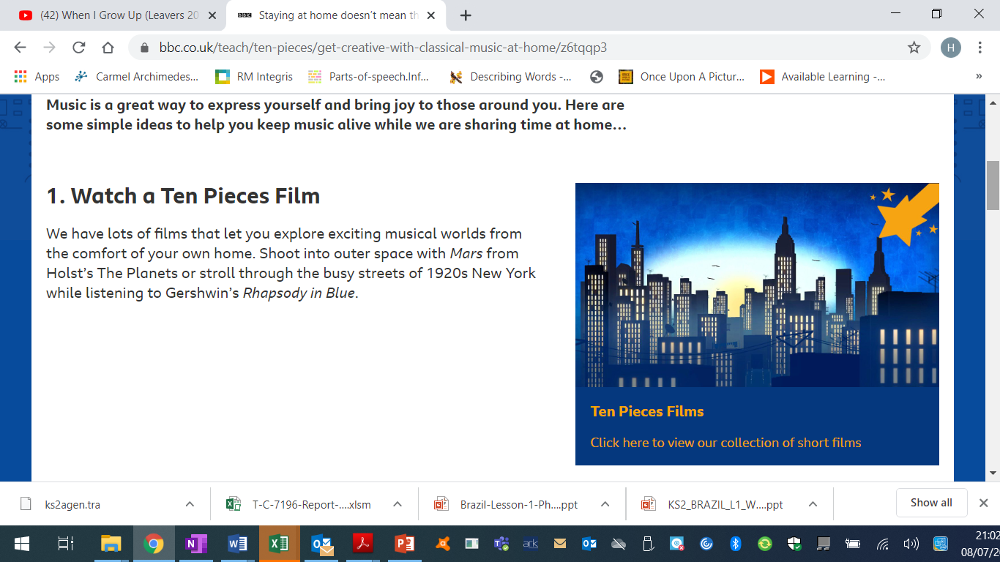 (42) When I Grow Up (Leavers 20
BBC Staying at home doesn't mean th
bbc.co.uk/teach/ten-pieces/get-creative-with-classical-music-at-home/z6tqqp3
H
Apps Carmel Archimedes... RM Integris Parts-of-speech.Inf... Describing Words -... Once Upon A Pictur... Available Learning -... »
Music is a great way to express yourself and bring joy to those around you. Here are
some simple ideas to help you keep music alive while we are sharing time at home…
1. Watch a Ten Pieces Film
We have lots of films that let you explore exciting musical worlds from
the comfort of your own home. Shoot into outer space with Mars from
Holst's The Planets or stroll through the busy streets of 1920s New York
while listening to Gershwin's Rhapsody in Blue.
Ten Pieces Films
Click here to view our collection of short films
ks2agen.tra
T-C-7196-Report-....xlsm
Brazil-Lesson-1-Ph....ppt
KS2_BRAZIL_L1_W....ppt
Show all
ark
21:02
08/07/20